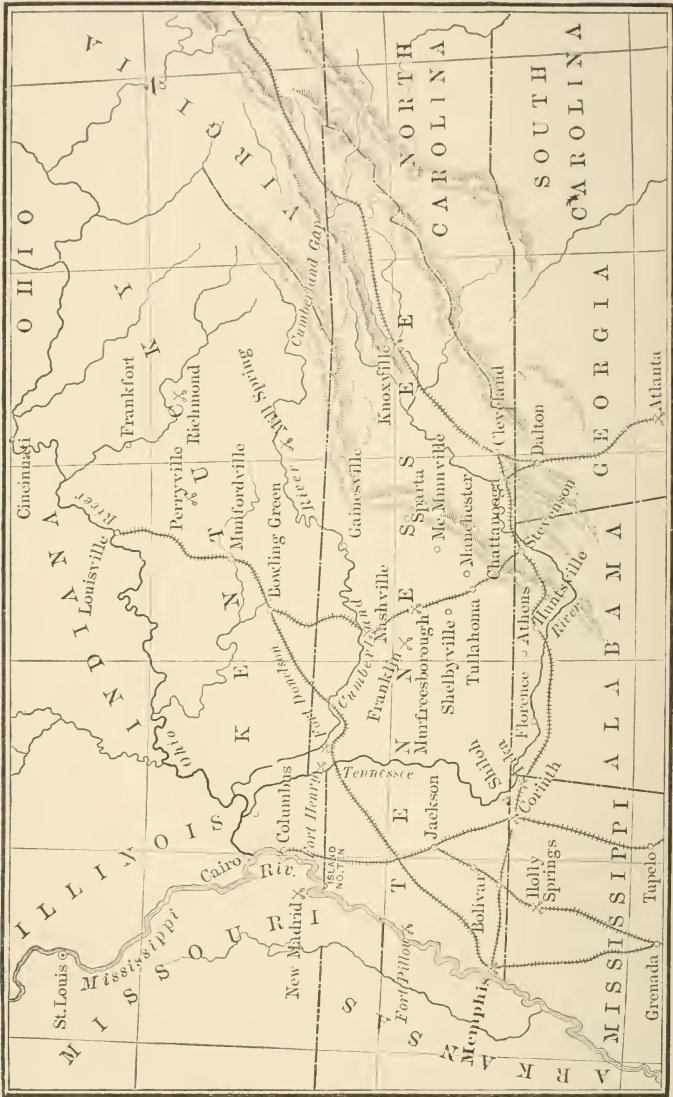 OHIO
INDIANA
ILLINOIS
MISSOURI
KENTUCKY
VIRGINIA
NORTH
CAROLINA
SOUTH
CAROLINA
TENNESSEE
GEORGIA
ALABAMA
MISSISSIPPI
ARKANSAS
Cincinnati
Frankfort
Louisville
River
Ohio
Perryville
Richmond
Munfordville
Bowling Green
Mill Spring
River
Cumberland Gap
St. Louis
Mississippi
Cairo
Riv.
Columbus
New Madrid
ISLAND
NO. TEN
Fort Henry
Fort Donelson
Cumberland
Tennessee
Nashville
Gainesville
Franklin
Murfreesborough
Shelbyville
Tullahoma
Manchester
McMinnville
Sparta
Knoxville
Cleveland
Chattanooga
Dalton
Stevenson
Huntsville
River
Athens
Florence
Iuka
Shiloh
Corinth
Jackson
Bolivar
Fort Pillow
Memphis
Holly
Springs
Grenada
Tupelo
Atlanta